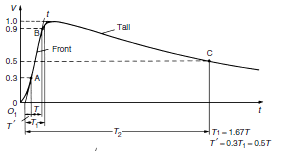 V
t
1.0
0.9
B
Tall
Front
C
0.5
0.3
A
0
O₁
T
t
T′
T₁
T₂
T1 = 1.67T
T′ = 0.3T₁ = 0.5T